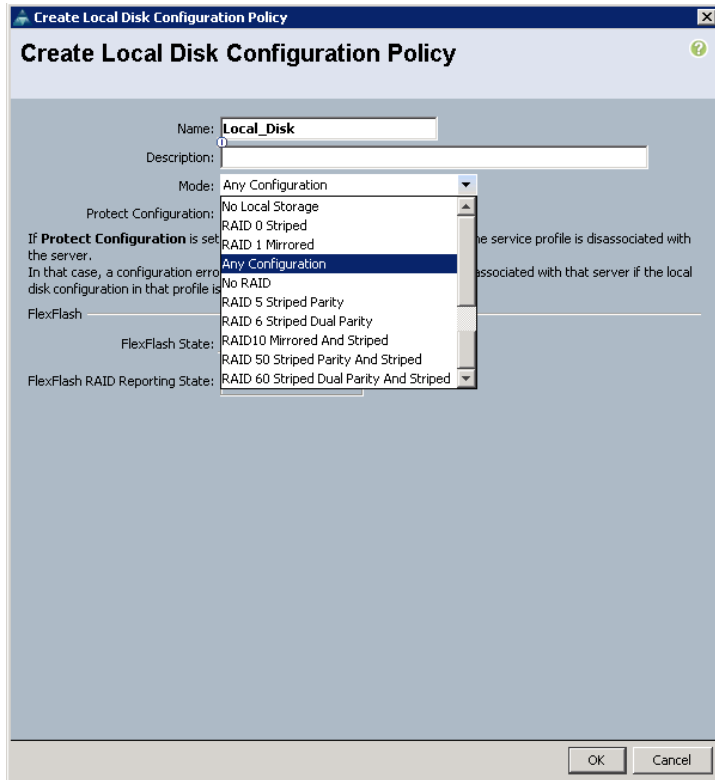 Create Local Disk Configuration Policy
Create Local Disk Configuration Policy
Name: Local_Disk
Description:
Mode: Any Configuration
No Local Storage
Protect Configuration:
RAID 0 Striped
If Protect Configuration is set
RAID 1 Mirrored
he service profile is disassociated with
the server.
Any Configuration
In that case, a configuration erro
ssociated with that server if the local
No RAID
disk configuration in that profile is
RAID 5 Striped Parity
FlexFlash
RAID 6 Striped Dual Parity
FlexFlash State:
RAID10 Mirrored And Striped
RAID 50 Striped Parity And Striped
FlexFlash RAID Reporting State:
RAID 60 Striped Dual Parity And Striped
OK
Cancel